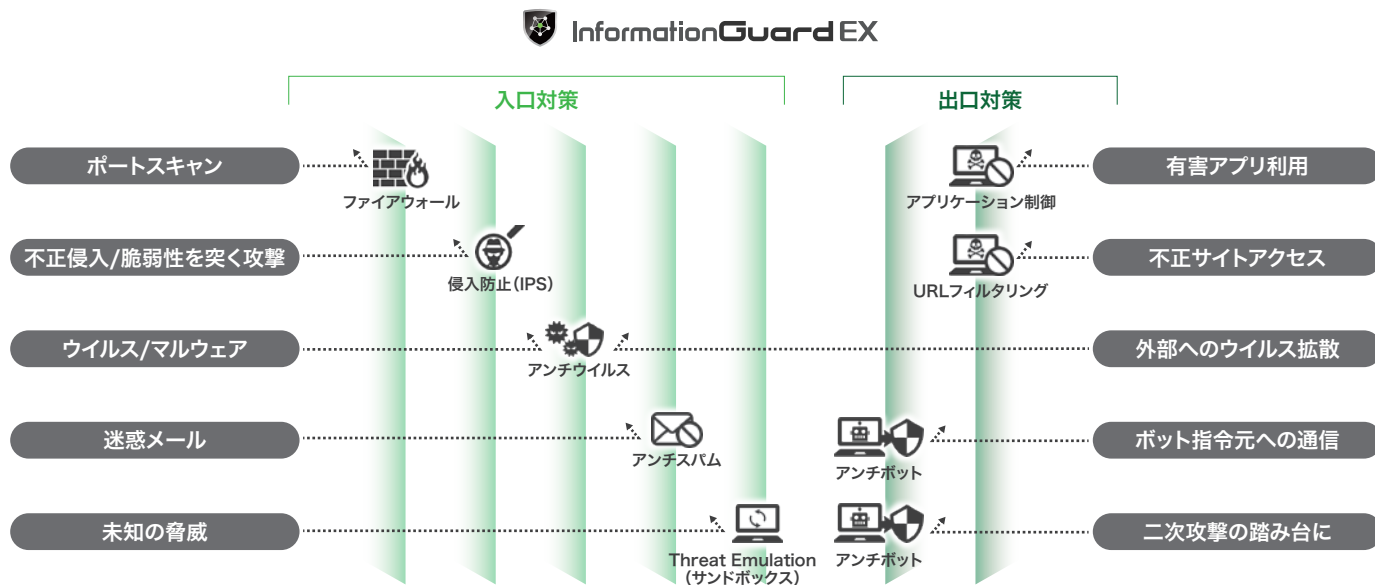 InformationGuard EX
入口対策
出口対策
ポートスキャン
ファイアウォール
アプリケーション制御
有害アプリ利用
不正侵入/脆弱性を突く攻撃
侵入防止(IPS)
URLフィルタリング
不正サイトアクセス
ウイルス/マルウェア
アンチウイルス
外部へのウイルス拡散
迷惑メール
アンチスパム
アンチボット
ボット指令元への通信
未知の脅威
Threat Emulation
(サンドボックス)
アンチボット
二次攻撃の踏み台に